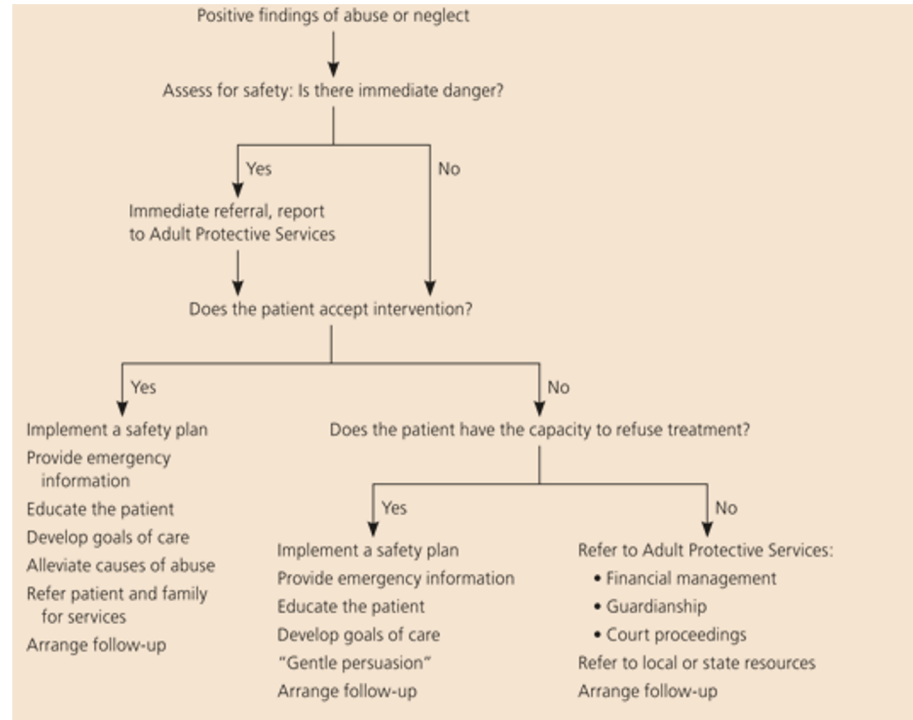 Positive findings of abuse or neglect
Assess for safety: Is there immediate danger?
Yes
No
Immediate referral, report
to Adult Protective Services
Does the patient accept intervention?
Yes
No
Implement a safety plan
Provide emergency
information
Educate the patient
Develop goals of care
Alleviate causes of abuse
Refer patient and family
for services
Arrange follow-up
Does the patient have the capacity to refuse treatment?
Yes
No
Implement a safety plan
Provide emergency information
Educate the patient
Develop goals of care
“Gentle persuasion”
Arrange follow-up
Refer to Adult Protective Services:
• Financial management
• Guardianship
• Court proceedings
Refer to local or state resources
Arrange follow-up